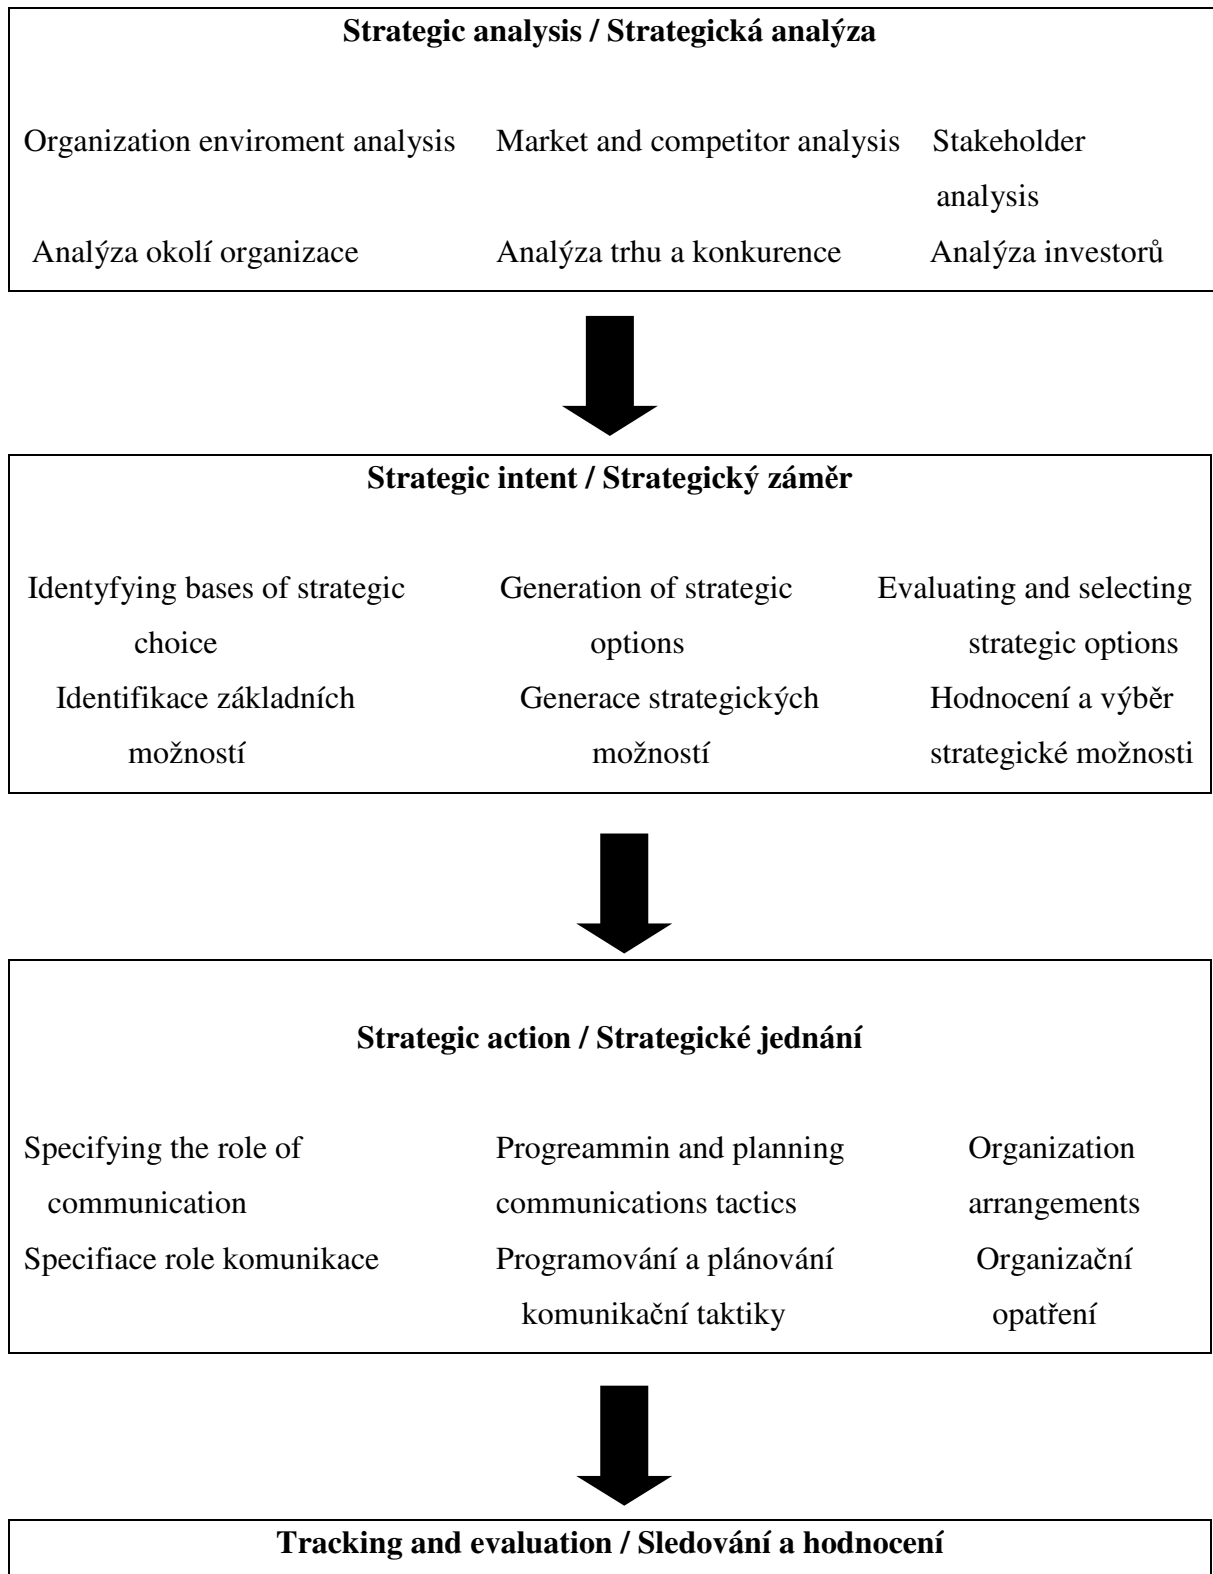 Strategic analysis / Strategická analýza
Organization enviroment analysis Market and competitor analysis Stakeholder
analysis
Analýza okolí organizace Analýza trhu a konkurence Analýza investorů
Strategic intent / Strategický záměr
Identyfying bases of strategic Generation of strategic Evaluating and selecting
choice options strategic options
Identifikace základních Generace strategických Hodnocení a výběr
možností možností strategické možnosti
Strategic action / Strategické jednání
Specifying the role of Progreammin and planning Organization
communication communications tactics arrangements
Specifiace role komunikace Programování a plánování Organizační
komunikační taktiky opatření
Tracking and evaluation / Sledování a hodnocení